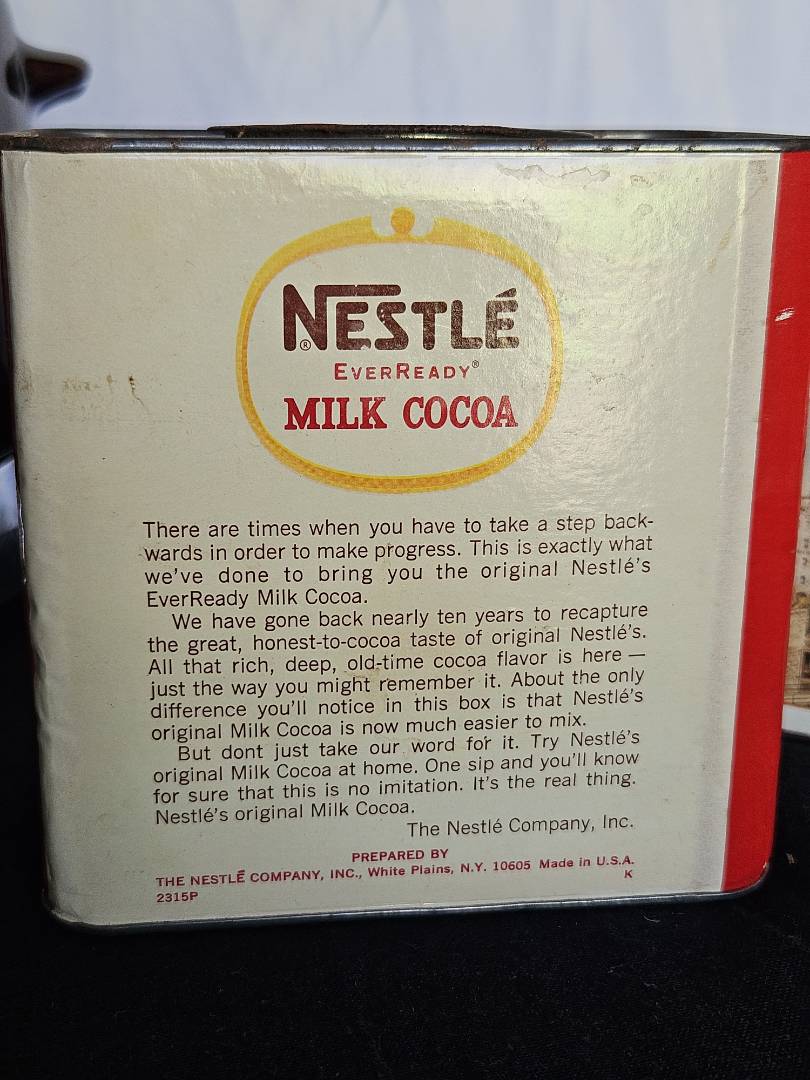 NESTLÉ
®
EVERREADY®
MILK COCOA
There are times when you have to take a step back-
wards in order to make progress. This is exactly what
we've done to bring you the original Nestlé's
EverReady Milk Cocoa.
We have gone back nearly ten years to recapture
the great, honest-to-cocoa taste of original Nestlé's.
All that rich, deep, old-time cocoa flavor is here —
just the way you might remember it. About the only
difference you'll notice in this box is that Nestlé's
original Milk Cocoa is now much easier to mix.
But dont just take our word for it. Try Nestlé's
original Milk Cocoa at home. One sip and you'll know
for sure that this is no imitation. It's the real thing.
Nestlé's original Milk Cocoa.
The Nestlé Company, Inc.
PREPARED BY
THE NESTLÉ COMPANY, INC., White Plains, N.Y. 10605 Made in U.S.A.
2315P K